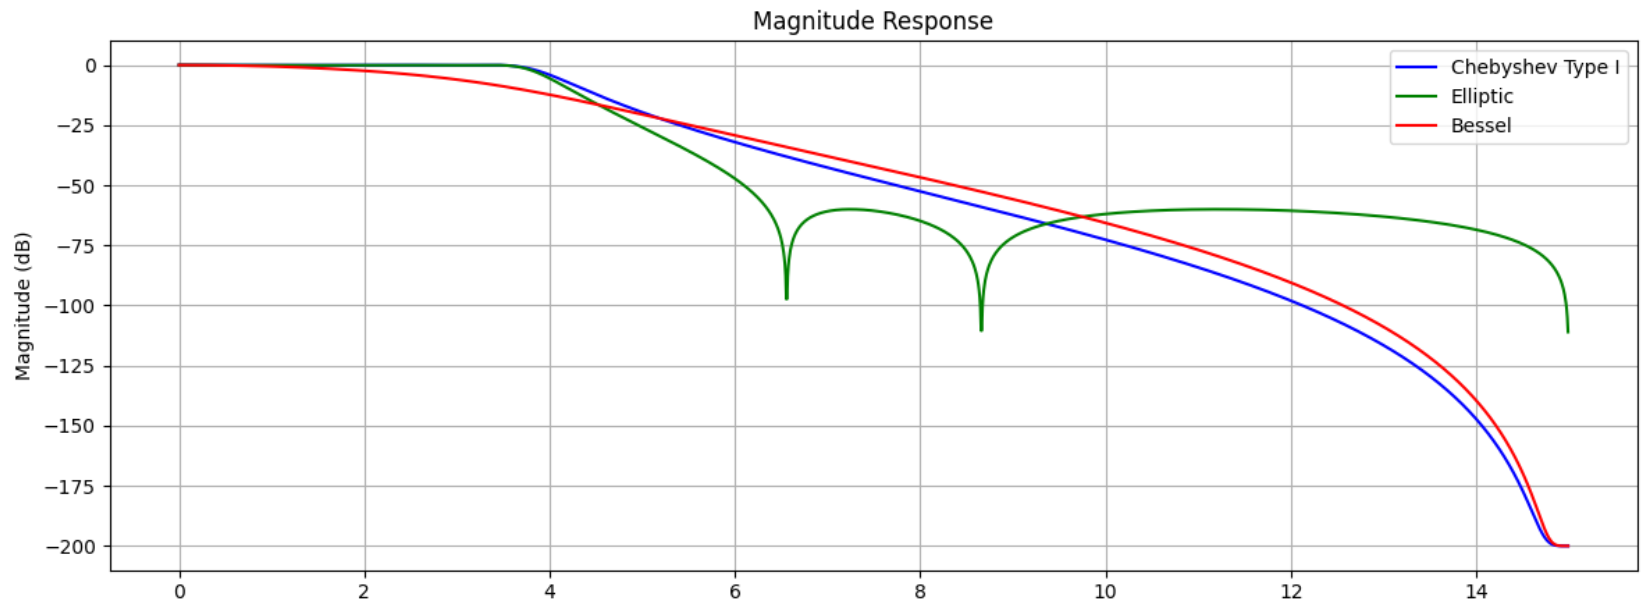 Magnitude Response
Chebyshev Type I
Elliptic
Bessel
Magnitude (dB)
0
−25
−50
−75
−100
−125
−150
−175
−200
0 2 4 6 8 10 12 14